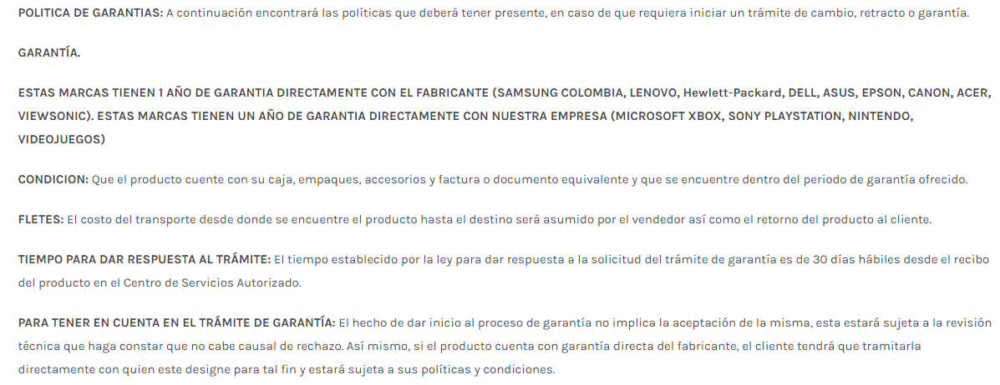 POLITICA DE GARANTIAS: A continuación encontrará las políticas que deberá tener presente, en caso de que requiera iniciar un trámite de cambio, retracto o garantía.
GARANTÍA.
ESTAS MARCAS TIENEN 1 AÑO DE GARANTIA DIRECTAMENTE CON EL FABRICANTE (SAMSUNG COLOMBIA, LENOVO, Hewlett-Packard, DELL, ASUS, EPSON, CANON, ACER,
VIEWSONIC). ESTAS MARCAS TIENEN UN AÑO DE GARANTIA DIRECTAMENTE CON NUESTRA EMPRESA (MICROSOFT XBOX, SONY PLAYSTATION, NINTENDO,
VIDEOJUEGOS)
CONDICION: Que el producto cuente con su caja, empaques, accesorios y factura o documento equivalente y que se encuentre dentro del periodo de garantía ofrecido.
FLETES: El costo del transporte desde donde se encuentre el producto hasta el destino será asumido por el vendedor así como el retorno del producto al cliente.
TIEMPO PARA DAR RESPUESTA AL TRÁMITE: El tiempo establecido por la ley para dar respuesta a la solicitud del trámite de garantía es de 30 días hábiles desde el recibo
del producto en el Centro de Servicios Autorizado.
PARA TENER EN CUENTA EN EL TRÁMITE DE GARANTÍA: El hecho de dar inicio al proceso de garantía no implica la aceptación de la misma, esta estará sujeta a la revisión
técnica que haga constar que no cabe causal de rechazo. Así mismo, si el producto cuenta con garantía directa del fabricante, el cliente tendrá que tramitarla
directamente con quien este designe para tal fin y estará sujeta a sus políticas y condiciones.